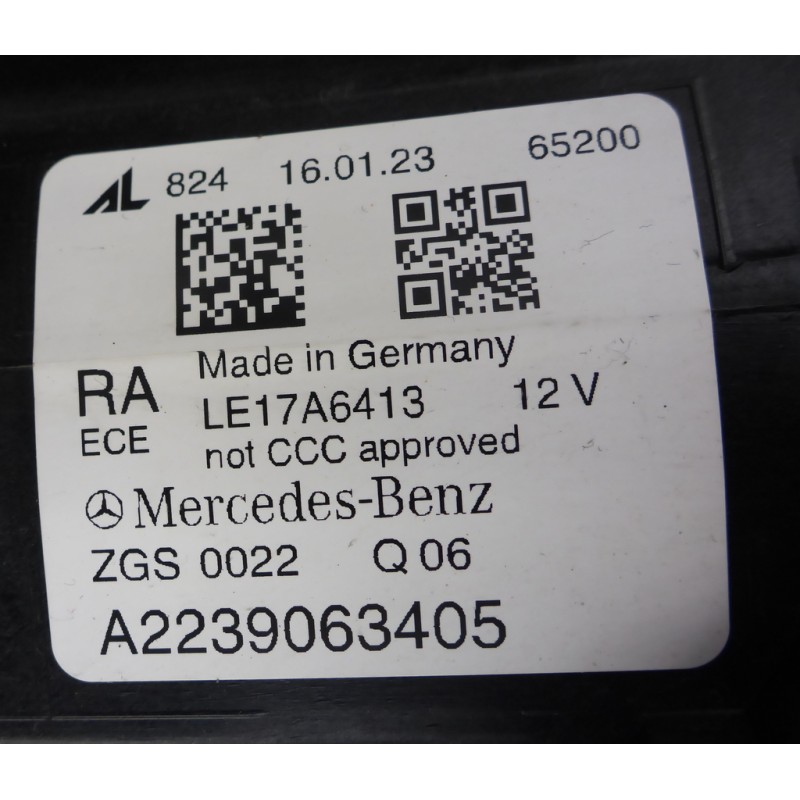 AL 824 16.01.23 65200
Made in Germany
RA LE17A6413 12 V
ECE not CCC approved
Mercedes-Benz
ZGS 0022 Q 06
A2239063405